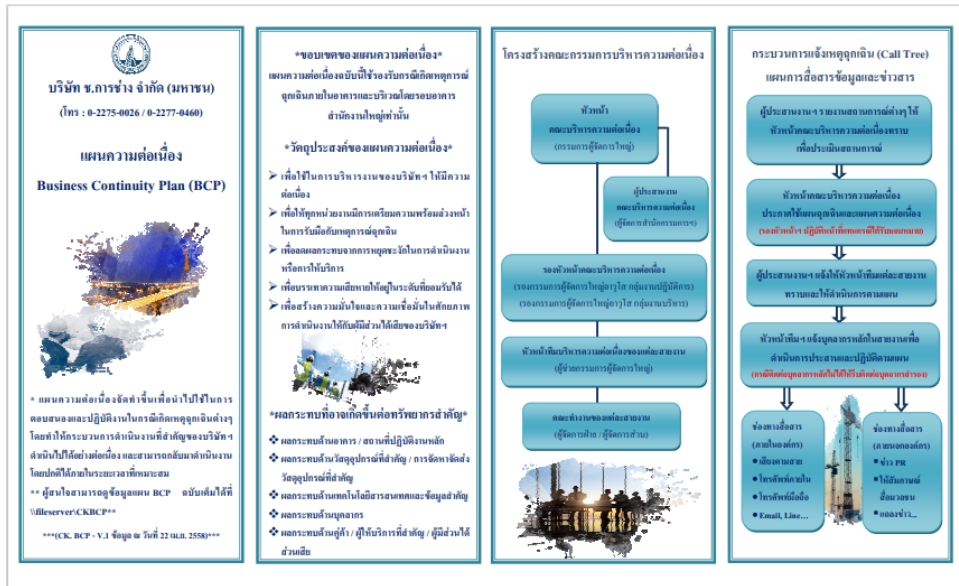 บริษัท ช.การช่าง จำกัด (มหาชน)
(โทร : 0-2275-0026 / 0-2277-0460)
แผนความต่อเนื่อง
Business Continuity Plan (BCP)
* แผนความต่อเนื่องจัดทำขึ้นเพื่อนำไปใช้ในการ
ตอบสนองและปฏิบัติงานในกรณีเกิดเหตุฉุกเฉินต่างๆ
โดยทำให้กระบวนการดำเนินงานที่สำคัญของบริษัทฯ
ดำเนินไปได้อย่างต่อเนื่อง และสามารถกลับมาดำเนินงาน
โดยปกติได้ภายในระยะเวลาที่เหมาะสม
** ผู้สนใจสามารถดูข้อมูลแผน BCP ฉบับเต็มได้ที่
\\fileserver\CKBCP**
***(CK. BCP - V.1 ข้อมูล ณ วันที่ 22 เม.ย. 2558)***
*ขอบเขตของแผนความต่อเนื่อง*
แผนความต่อเนื่องฉบับนี้ใช้รองรับกรณีเกิดเหตุการณ์
ฉุกเฉินภายในอาคารและบริเวณโดยรอบอาคาร
สำนักงานใหญ่เท่านั้น
*วัตถุประสงค์ของแผนความต่อเนื่อง*
➢ เพื่อใช้ในการบริหารงานของบริษัทฯ ให้มีความ
ต่อเนื่อง
➢ เพื่อให้ทุกหน่วยงานมีการเตรียมความพร้อมล่วงหน้า
ในการรับมือกับเหตุการณ์ฉุกเฉิน
➢ เพื่อลดผลกระทบจากการหยุดชะงักในการดำเนินงาน
หรือการให้บริการ
➢ เพื่อบรรเทาความเสียหายให้อยู่ในระดับที่ยอมรับได้
➢ เพื่อสร้างความมั่นใจและความเชื่อมั่นในศักยภาพ
การดำเนินงานให้กับผู้มีส่วนได้เสียของบริษัทฯ
*ผลกระทบที่อาจเกิดขึ้นต่อทรัพยากรสำคัญ*
❖ ผลกระทบด้านอาคาร / สถานที่ปฏิบัติงานหลัก
❖ ผลกระทบด้านวัสดุอุปกรณ์ที่สำคัญ / การจัดหาจัดส่ง
วัสดุอุปกรณ์ที่สำคัญ
❖ ผลกระทบด้านเทคโนโลยีสารสนเทศและข้อมูลสำคัญ
❖ ผลกระทบด้านบุคลากร
❖ ผลกระทบด้านคู่ค้า / ผู้ให้บริการที่สำคัญ / ผู้มีส่วนได้
ส่วนเสีย
โครงสร้างคณะกรรมการบริหารความต่อเนื่อง
หัวหน้า
คณะบริหารความต่อเนื่อง
(กรรมการผู้จัดการใหญ่)
ผู้ประสานงาน
คณะบริหารความต่อเนื่อง
(ผู้จัดการสำนักกรรมการฯ)
รองหัวหน้าคณะบริหารความต่อเนื่อง
(รองกรรมการผู้จัดการใหญ่อาวุโส กลุ่มงานปฏิบัติการ)
(รองกรรมการผู้จัดการใหญ่อาวุโส กลุ่มงานบริหาร)
หัวหน้าทีมบริหารความต่อเนื่องของแต่ละสายงาน
(ผู้ช่วยกรรมการผู้จัดการใหญ่)
คณะทำงานของแต่ละสายงาน
(ผู้จัดการฝ่าย / ผู้จัดการส่วน)
กระบวนการแจ้งเหตุฉุกเฉิน (Call Tree)
แผนการสื่อสารข้อมูลและข่าวสาร
ผู้ประสานงานฯ รายงานสถานการณ์ต่างๆ ให้
หัวหน้าคณะบริหารความต่อเนื่องทราบ
เพื่อประเมินสถานการณ์
หัวหน้าคณะบริหารความต่อเนื่อง
ประกาศใช้แผนฉุกเฉินและแผนความต่อเนื่อง
(รองหัวหน้าฯ ปฏิบัติหน้าที่แทนกรณีได้รับมอบหมาย)
ผู้ประสานงานฯ แจ้งให้หัวหน้าทีมแต่ละสายงาน
ทราบและให้ดำเนินการตามแผน
หัวหน้าทีมฯ แจ้งบุคลากรหลักในสายงานเพื่อ
ดำเนินการประสานและปฏิบัติตามแผน
(กรณีติดต่อบุคลากรหลักไม่ได้ให้รีบติดต่อบุคลากรสำรอง)
ช่องทางสื่อสาร
(ภายในองค์กร)
● เสียงตามสาย
● โทรศัพท์ภายใน
● โทรศัพท์มือถือ
● Email, Line…
ช่องทางสื่อสาร
(ภายนอกองค์กร)
● ข่าว PR
● ให้สัมภาษณ์
สื่อมวลชน
● แถลงข่าว...